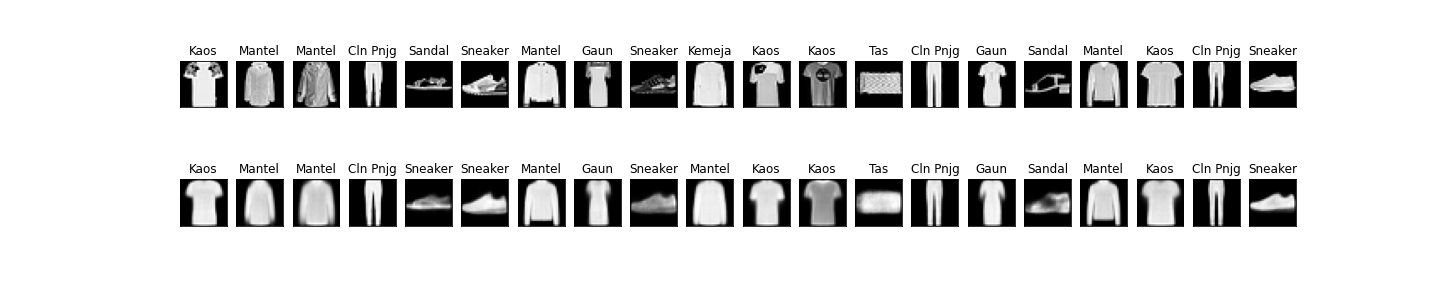 Kaos Mantel Mantel Cln Pnjg Sandal Sneaker Mantel Gaun Sneaker Kemeja Kaos Kaos Tas Cln Pnjg Gaun Sandal Mantel Kaos Cln Pnjg Sneaker
Kaos Mantel Mantel Cln Pnjg Sneaker Sneaker Mantel Gaun Sneaker Mantel Kaos Kaos Tas Cln Pnjg Gaun Sandal Mantel Kaos Cln Pnjg Sneaker